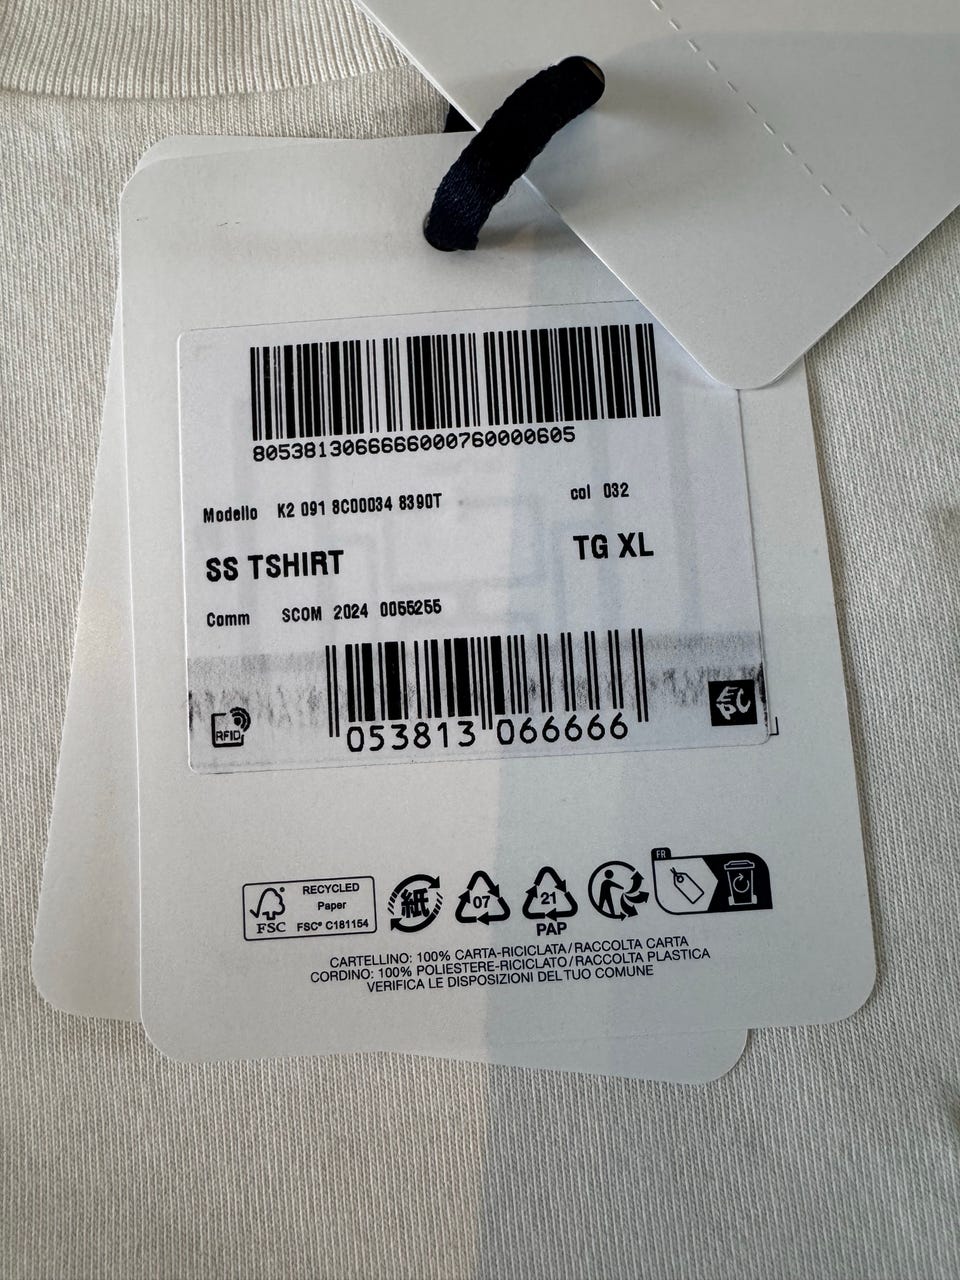 8053813066666000760000605
Modello K2 091 8C00034 8390T col 032
SS TSHIRT TG XL
Comm SCOM 2024 0055255
RFID
EPC
053813 066666
FSC
RECYCLED
Paper
FSC® C181154
紙
07
21
PAP
FR
CARTELLINO: 100% CARTA-RICICLATA/RACCOLTA CARTA
CORDINO: 100% POLIESTERE-RICICLATO/RACCOLTA PLASTICA
VERIFICA LE DISPOSIZIONI DEL TUO COMUNE